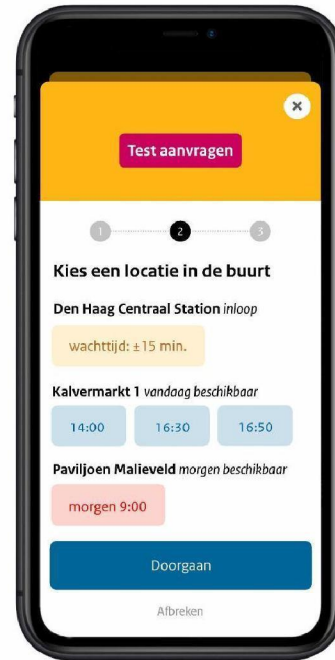 Test aanvragen
1 2 3
Kies een locatie in de buurt
Den Haag Centraal Station inloop
wachttijd: ±15 min.
Kalvermarkt 1 vandaag beschikbaar
14:00 16:30 16:50
Paviljoen Malieveld morgen beschikbaar
morgen 9:00
Doorgaan
Afbreken